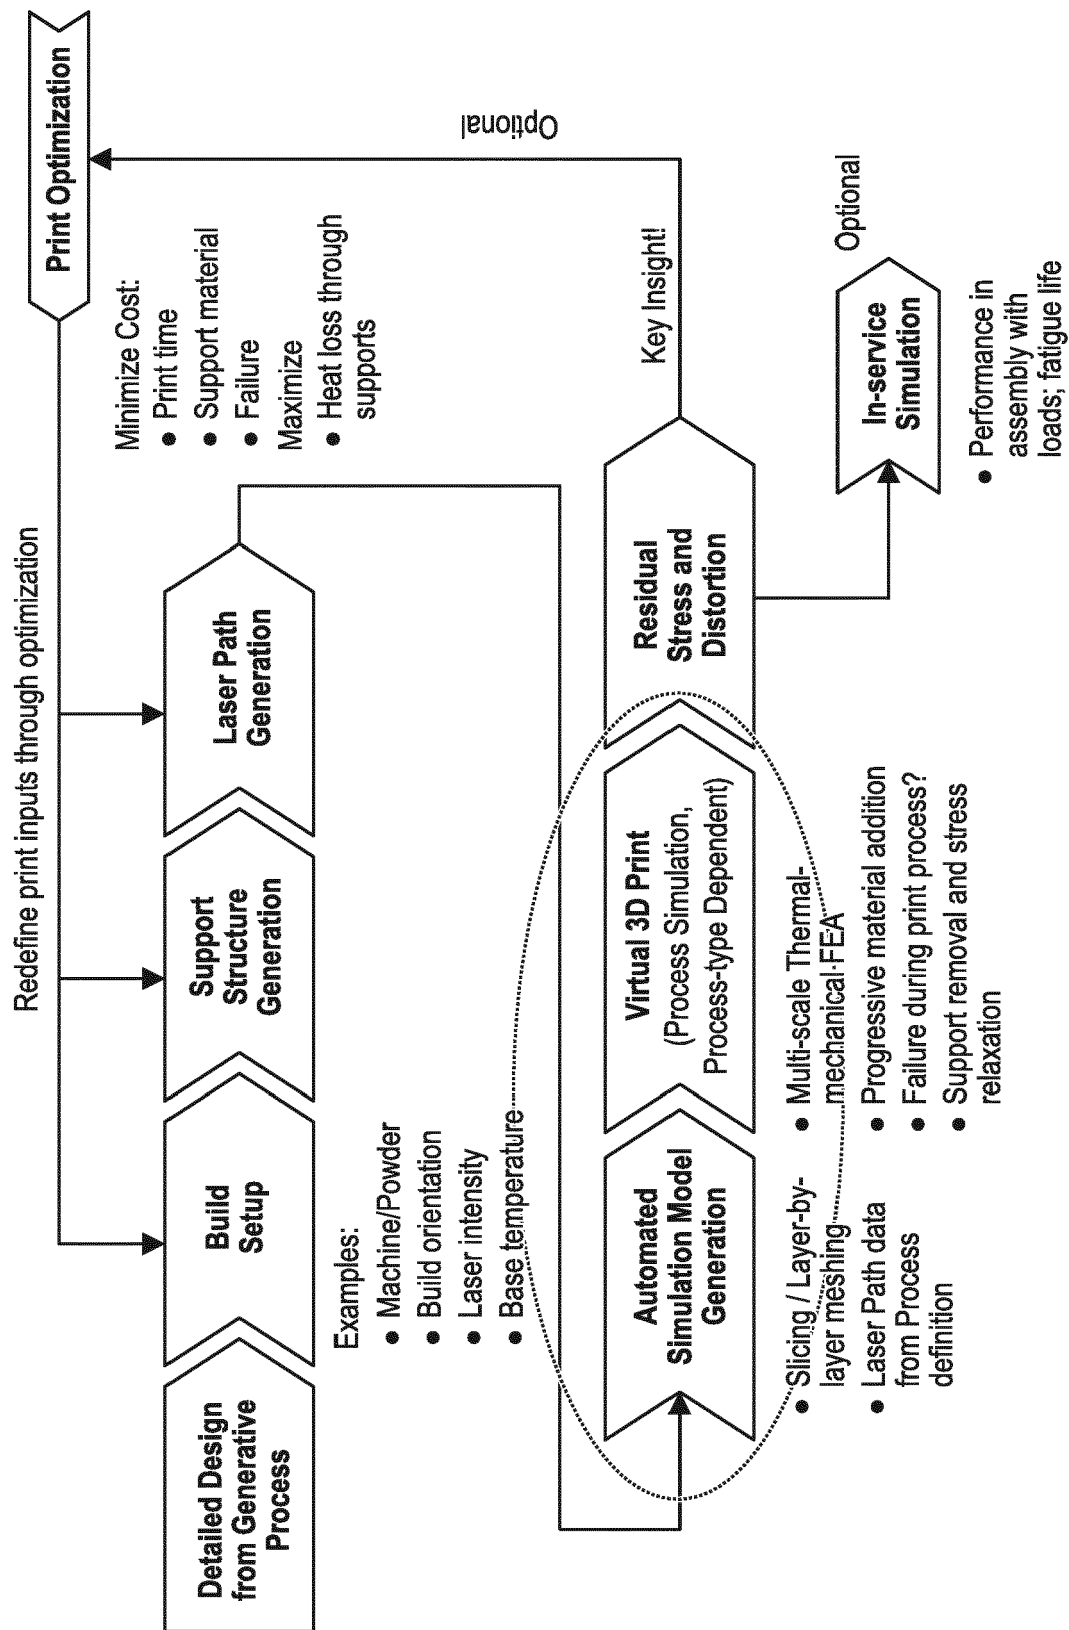 Redefine print inputs through optimization
Print Optimization
Detailed Design
from Generative
Process
Build
Setup
Support
Structure
Generation
Laser Path
Generation
Minimize Cost:
● Print time
● Support material
● Failure
Maximize
● Heat loss through
supports
Examples:
● Machine/Powder
● Build orientation
● Laser intensity
● Base temperature
Optional
Key Insight!
Automated
Simulation Model
Generation
Virtual 3D Print
(Process Simulation,
Process-type Dependent)
Residual
Stress and
Distortion
● Slicing / Layer-by-
layer meshing
● Laser Path data
from Process
definition
● Multi-scale Thermal-
mechanical FEA
● Progressive material addition
● Failure during print process?
● Support removal and stress
relaxation
Optional
In-service
Simulation
● Performance in
assembly with
loads; fatigue life